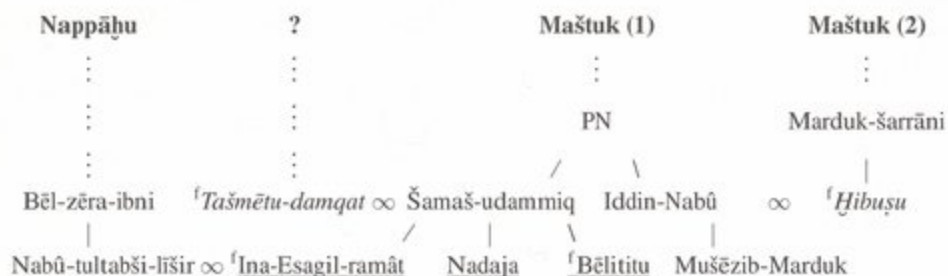 Nappāḫu ? Maštuk (1) Maštuk (2)
PN Marduk-šarrāni
Bēl-zēra-ibni ᶠTašmētu-damqat ∞ Šamaš-udammiq Iddin-Nabû ∞ ᶠḪibuṣu
Nabû-tultabši-līšir ∞ ᶠIna-Esagil-ramât Nadaja ᶠBēlititu Mušēzib-Marduk